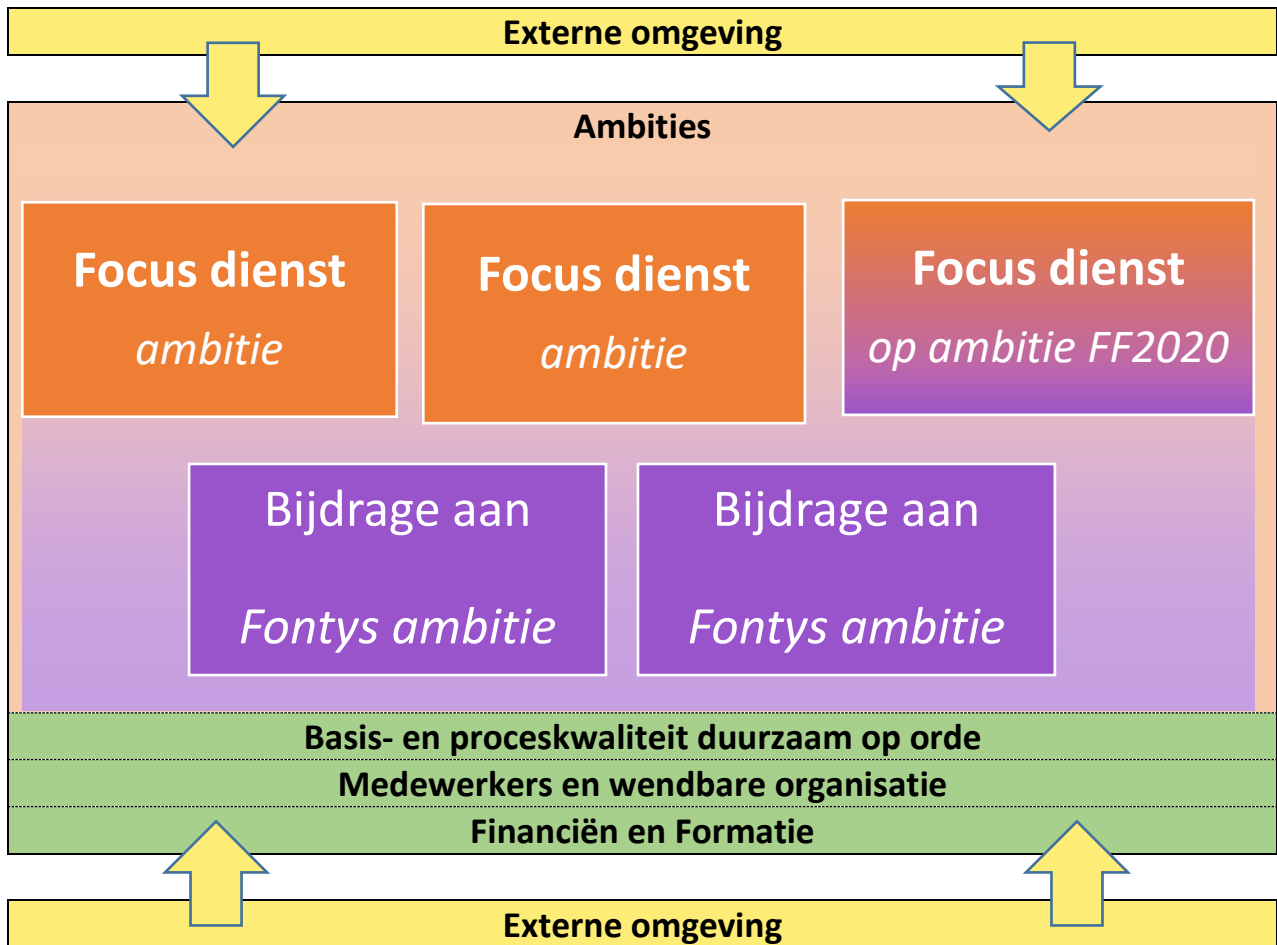 Externe omgeving
Ambities
Focus dienst
ambitie
Focus dienst
ambitie
Focus dienst
op ambitie FF2020
Bijdrage aan
Fontys ambitie
Bijdrage aan
Fontys ambitie
Basis- en proceskwaliteit duurzaam op orde
Medewerkers en wendbare organisatie
Financiën en Formatie
Externe omgeving